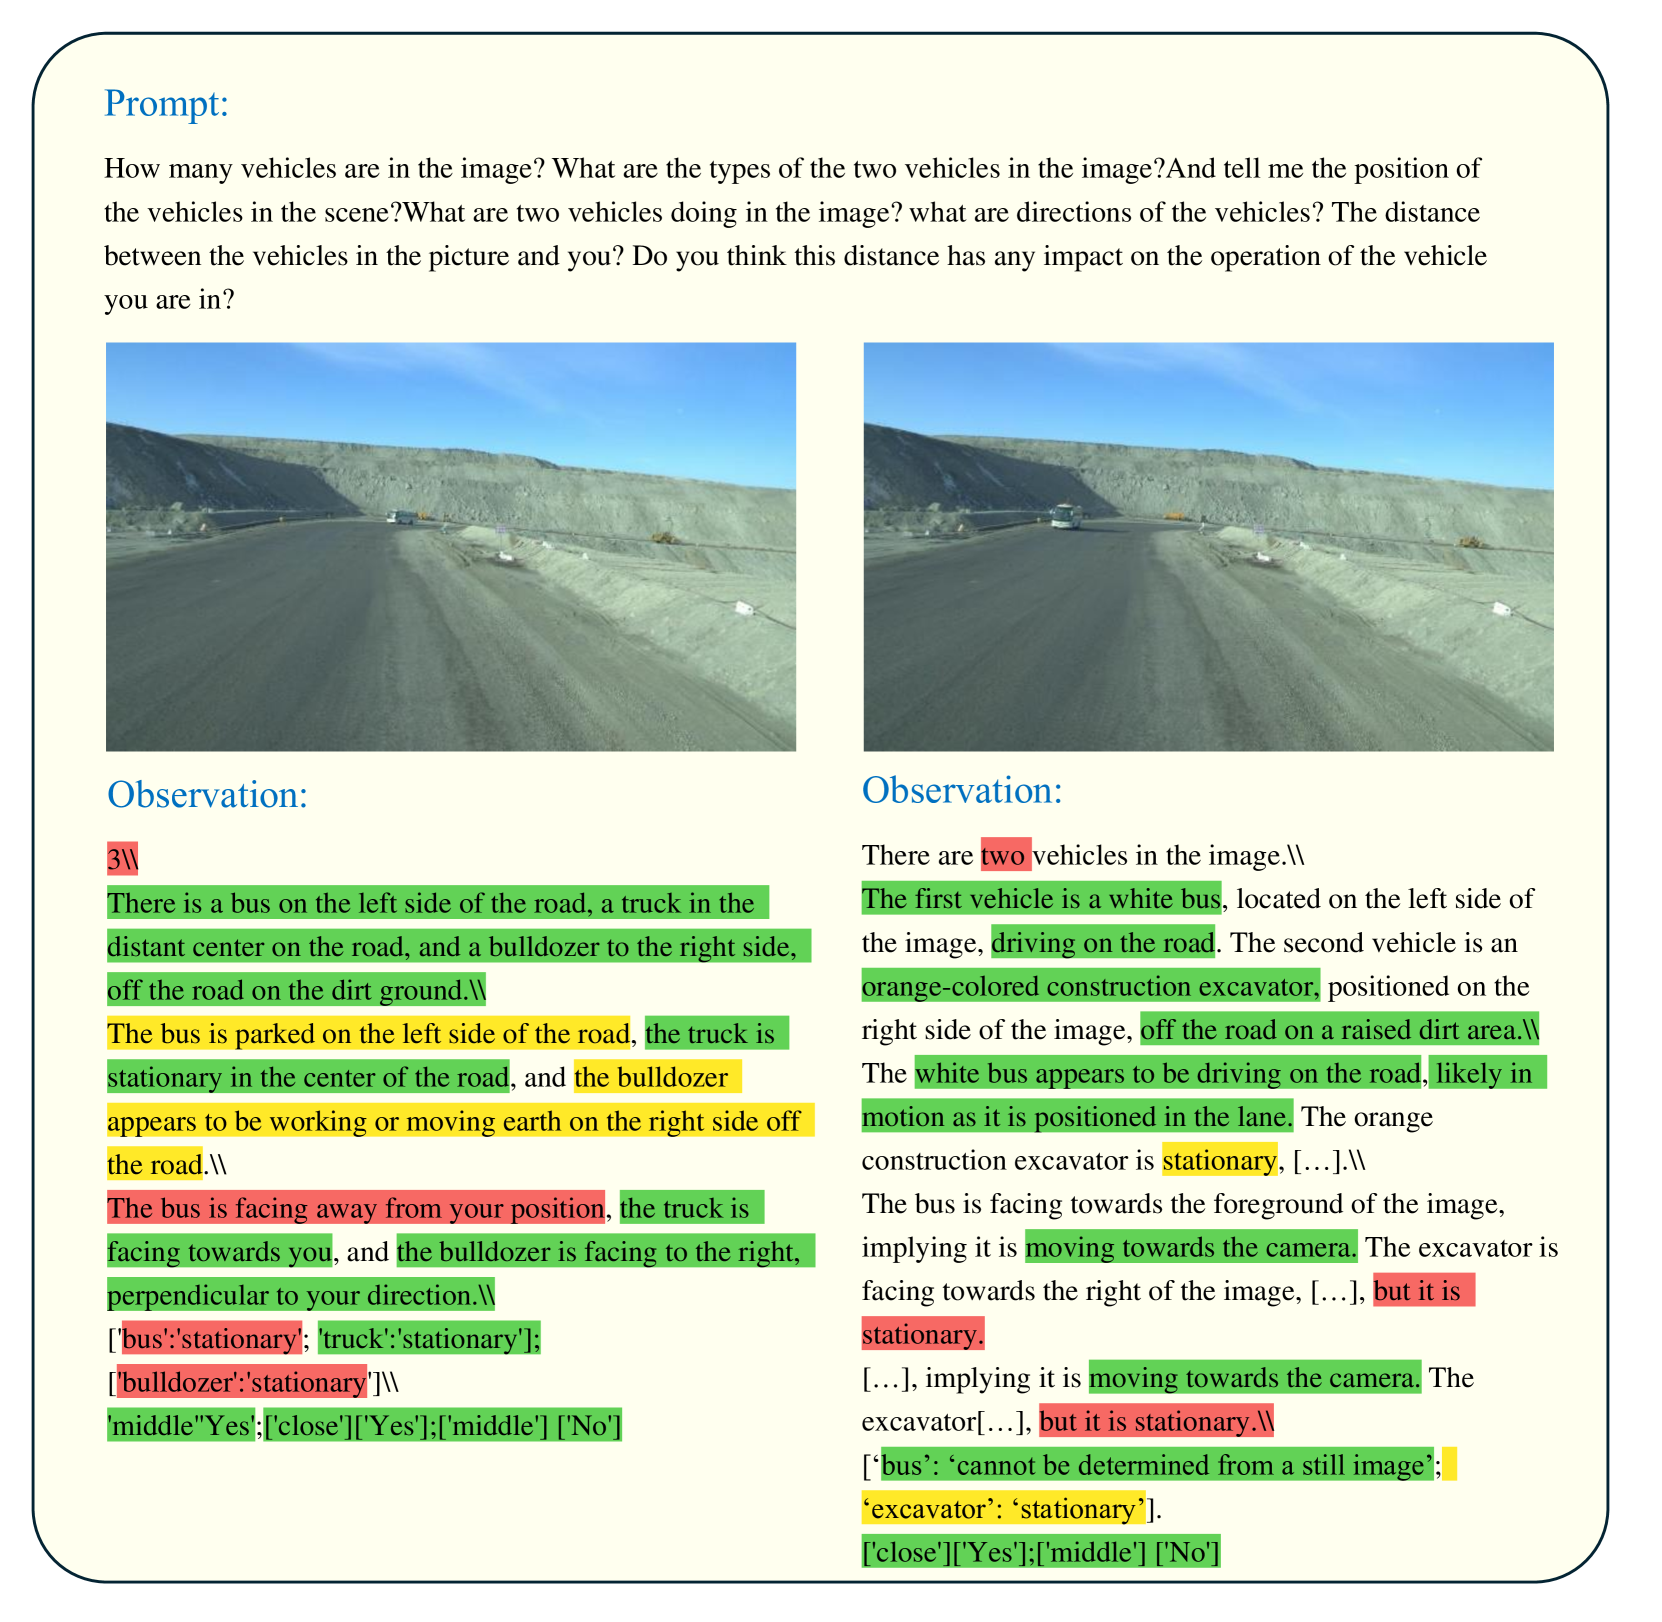 Prompt:
How many vehicles are in the image? What are the types of the two vehicles in the image?And tell me the position of
the vehicles in the scene?What are two vehicles doing in the image? what are directions of the vehicles? The distance
between the vehicles in the picture and you? Do you think this distance has any impact on the operation of the vehicle
you are in?
Observation:
3\\
There is a bus on the left side of the road, a truck in the
distant center on the road, and a bulldozer to the right side,
off the road on the dirt ground.\\
The bus is parked on the left side of the road, the truck is
stationary in the center of the road, and the bulldozer
appears to be working or moving earth on the right side off
the road.\\
The bus is facing away from your position, the truck is
facing towards you, and the bulldozer is facing to the right,
perpendicular to your direction.\\
['bus':'stationary'; 'truck':'stationary'];
['bulldozer':'stationary']\\
'middle''Yes';['close']['Yes'];['middle'] ['No']
Observation:
There are two vehicles in the image.\\
The first vehicle is a white bus, located on the left side of
the image, driving on the road. The second vehicle is an
orange-colored construction excavator, positioned on the
right side of the image, off the road on a raised dirt area.\\
The white bus appears to be driving on the road, likely in
motion as it is positioned in the lane. The orange
construction excavator is stationary, […].\\
The bus is facing towards the foreground of the image,
implying it is moving towards the camera. The excavator is
facing towards the right of the image, […], but it is
stationary.
[…], implying it is moving towards the camera. The
excavator[…], but it is stationary.\\
[‘bus’: ‘cannot be determined from a still image’;
‘excavator’: ‘stationary’].
['close']['Yes'];['middle'] ['No']